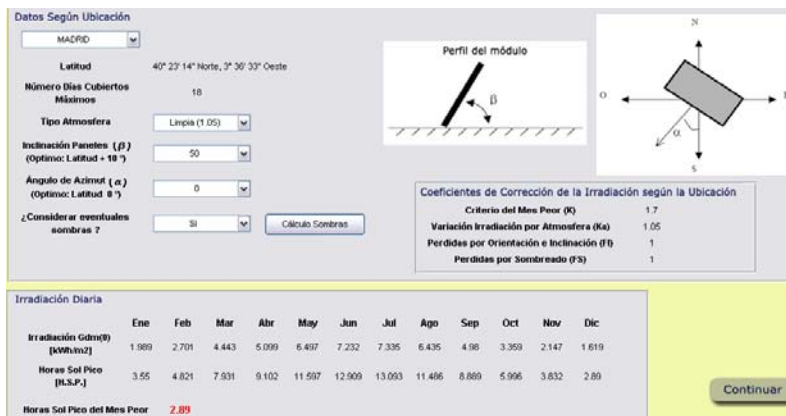 Datos Según Ubicación
MADRID
Latitud 40° 23' 14" Norte, 3° 36' 33" Oeste
Número Días Cubiertos Máximos 18
Tipo Atmosfera Limpia (1.05)
Inclinación Paneles (β) (Optimo: Latitud + 10 °) 50
Ángulo de Azimut (α) (Optimo: Latitud 0 °) 0
¿Considerar eventuales sombras ? SI Cálculo Sombras
Perfil del módulo
β
N
O
α
S
Coeficientes de Corrección de la Irradiación según la Ubicación
Criterio del Mes Peor (K) 1.7
Variación Irradiación por Atmosfera (Ka) 1.05
Perdidas por Orientación e Inclinación (FI) 1
Perdidas por Sombreado (FS) 1
Irradiación Diaria
Ene Feb Mar Abr May Jun Jul Ago Sep Oct Nov Dic
Irradiación Gdm(0) [kWh/m2] 1.989 2.701 4.443 5.099 6.497 7.232 7.335 6.435 4.98 3.359 2.147 1.619
Horas Sol Pico [H.S.P.] 3.55 4.821 7.931 9.102 11.597 12.909 13.093 11.486 8.889 5.996 3.832 2.89
Horas Sol Pico del Mes Peor 2.89
Continuar